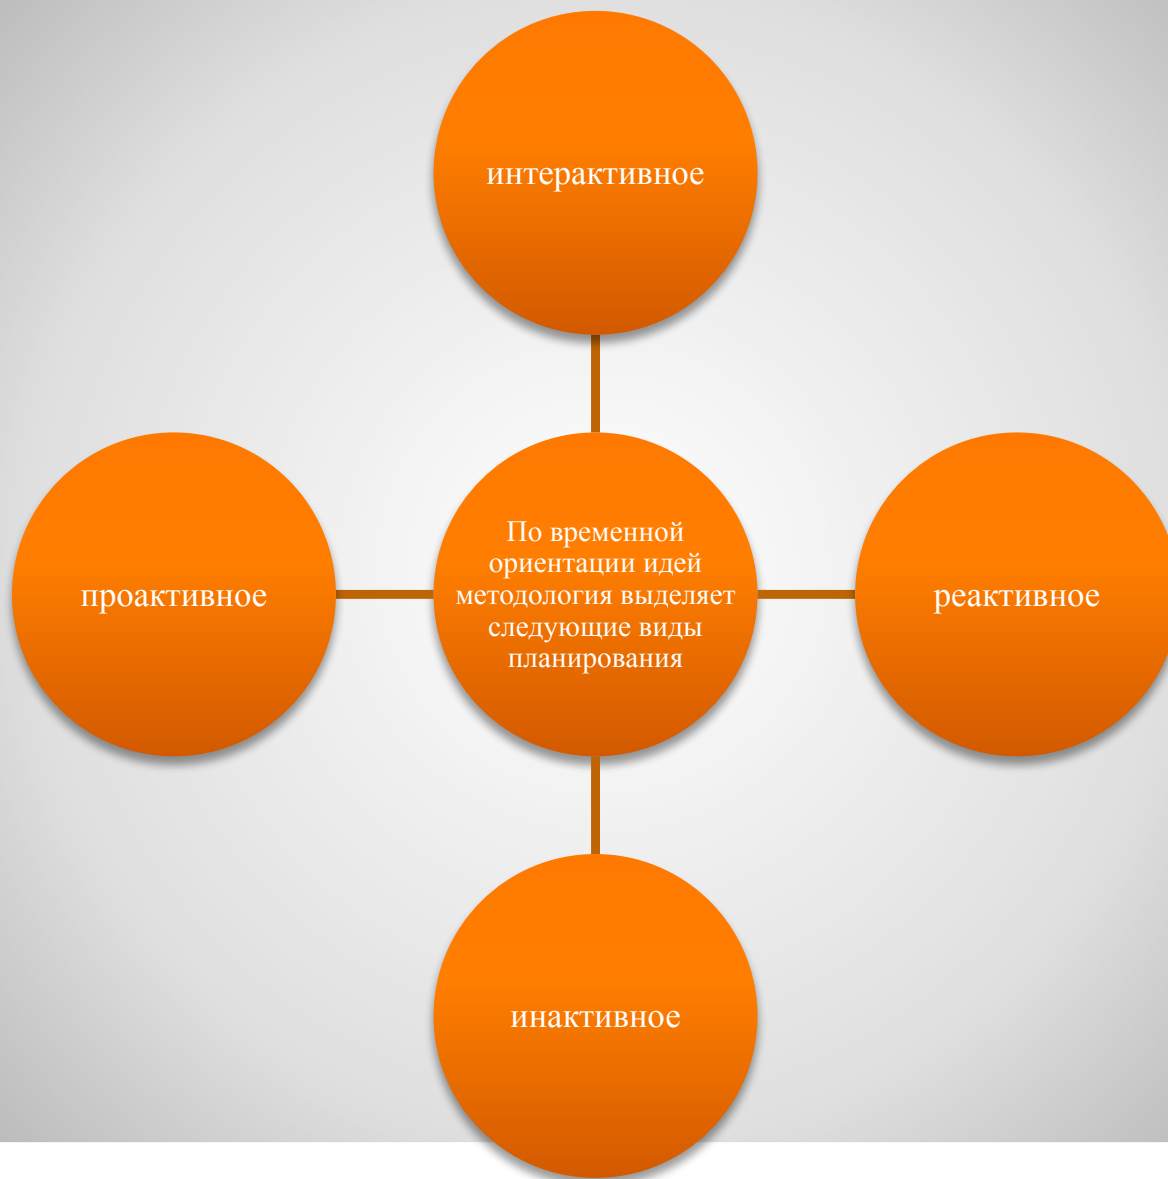 интерактивное
По временной
ориентации идей
методология выделяет
следующие виды
планирования
проактивное
реактивное
инактивное